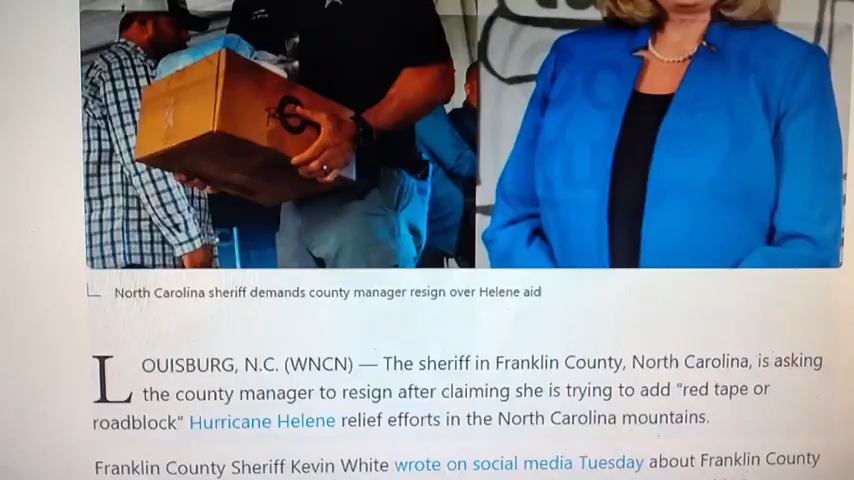 North Carolina sheriff demands county manager resign over Helene aid
LOUISBURG, N.C. (WNCN) — The sheriff in Franklin County, North Carolina, is asking
the county manager to resign after claiming she is trying to add "red tape or
roadblock" Hurricane Helene relief efforts in the North Carolina mountains.
Franklin County Sheriff Kevin White wrote on social media Tuesday about Franklin County